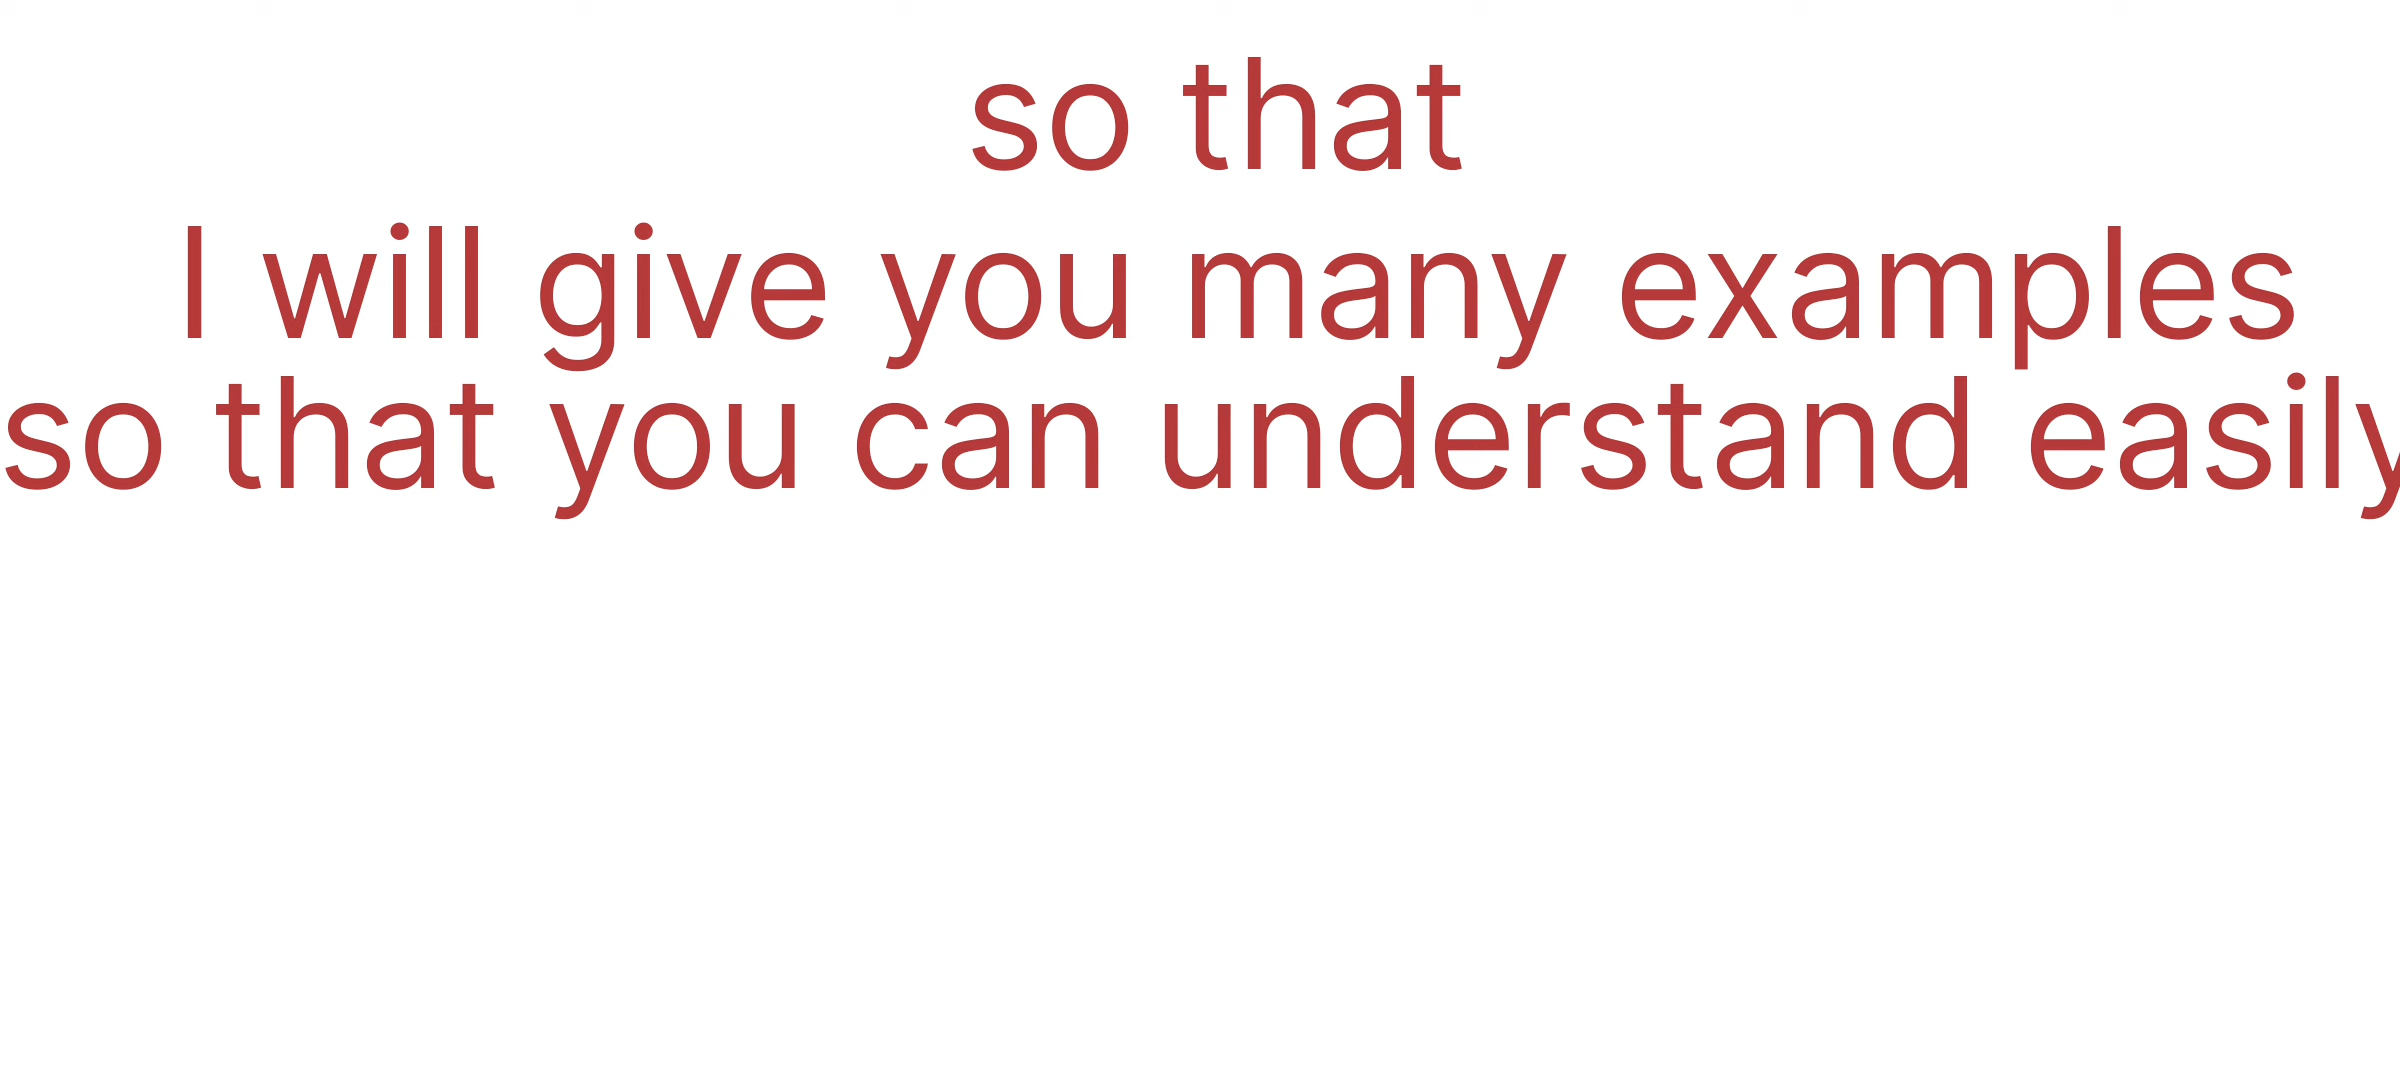 so that
I will give you many examples
so that you can understand easily